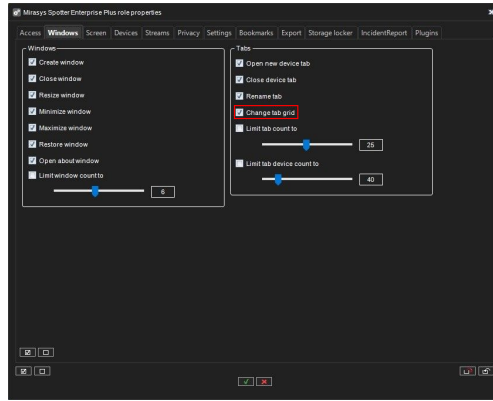 Mirasys Spotter Enterprise Plus role properties
Access Windows Screen Devices Streams Privacy Settings Bookmarks Export Storage locker IncidentReport Plugins
Windows
Create window
Close window
Resize window
Minimize window
Maximize window
Restore window
Open about window
Limit window count to
6
Tabs
Open new device tab
Close device tab
Rename tab
Change tab grid
Limit tab count to
25
Limit tab device count to
40